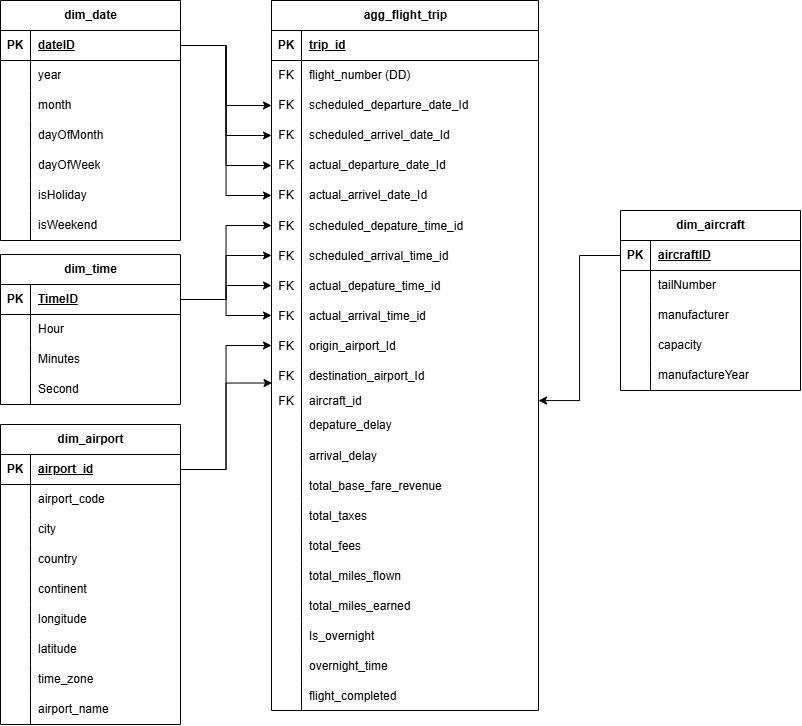 dim_date
PK dateID
year
month
dayOfMonth
dayOfWeek
isHoliday
isWeekend
dim_time
PK TimeID
Hour
Minutes
Second
dim_airport
PK airport_id
airport_code
city
country
continent
longitude
latitude
time_zone
airport_name
agg_flight_trip
PK trip_id
FK flight_number (DD)
FK scheduled_departure_date_Id
FK scheduled_arrivel_date_Id
FK actual_departure_date_Id
FK actual_arrivel_date_Id
FK scheduled_depature_time_id
FK scheduled_arrival_time_id
FK actual_depature_time_id
FK actual_arrival_time_id
FK origin_airport_Id
FK destination_airport_Id
FK aircraft_id
depature_delay
arrival_delay
total_base_fare_revenue
total_taxes
total_fees
total_miles_flown
total_miles_earned
Is_overnight
overnight_time
flight_completed
dim_aircraft
PK aircraftID
tailNumber
manufacturer
capacity
manufactureYear